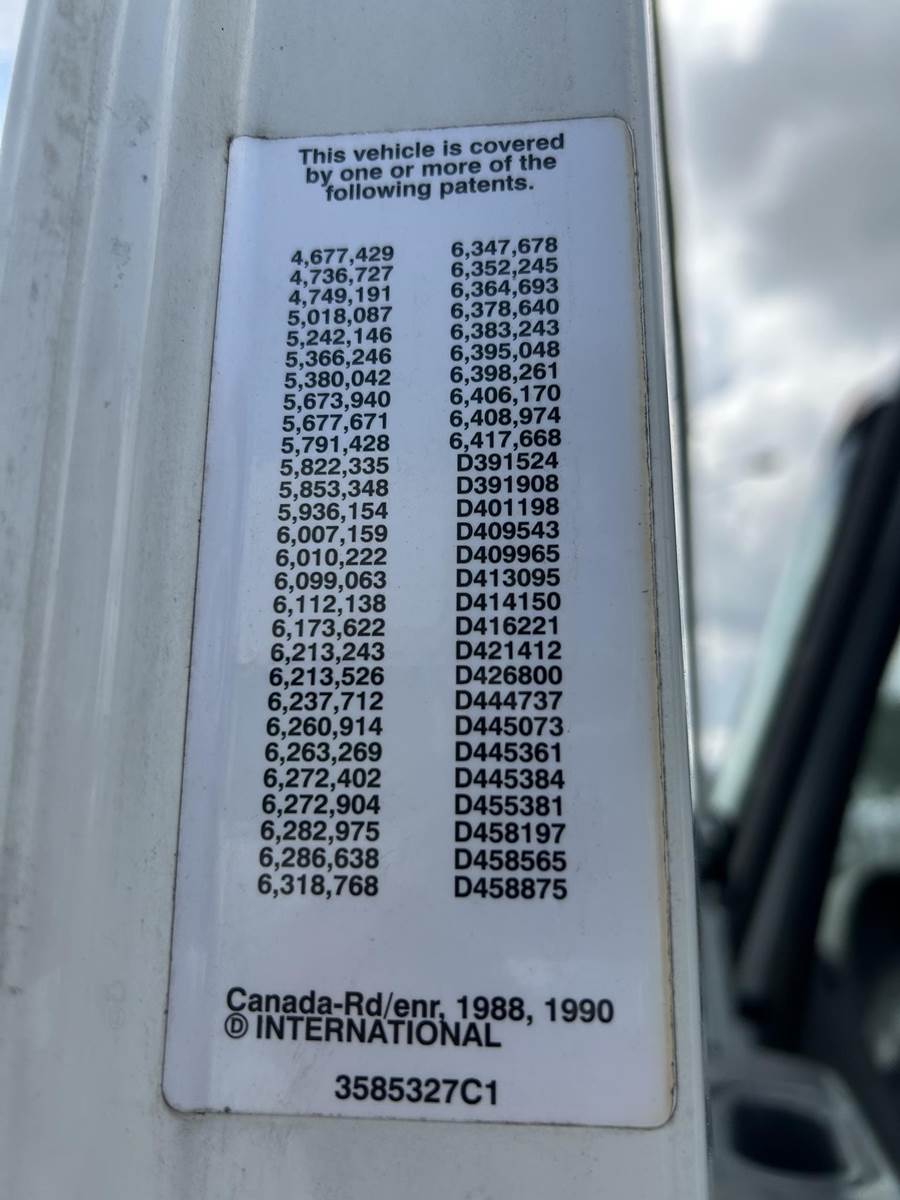 This vehicle is covered
by one or more of the
following patents.
4,677,429
4,736,727
4,749,191
5,018,087
5,242,146
5,366,246
5,380,042
5,673,940
5,677,671
5,791,428
5,822,335
5,853,348
5,936,154
6,007,159
6,010,222
6,099,063
6,112,138
6,173,622
6,213,243
6,213,526
6,237,712
6,260,914
6,263,269
6,272,402
6,272,904
6,282,975
6,286,638
6,318,768
6,347,678
6,352,245
6,364,693
6,378,640
6,383,243
6,395,048
6,398,261
6,406,170
6,408,974
6,417,668
D391524
D391908
D401198
D409543
D409965
D413095
D414150
D416221
D421412
D426800
D444737
D445073
D445361
D445384
D455381
D458197
D458565
D458875
Canada-Rd/enr, 1988, 1990
Ⓓ INTERNATIONAL
3585327C1